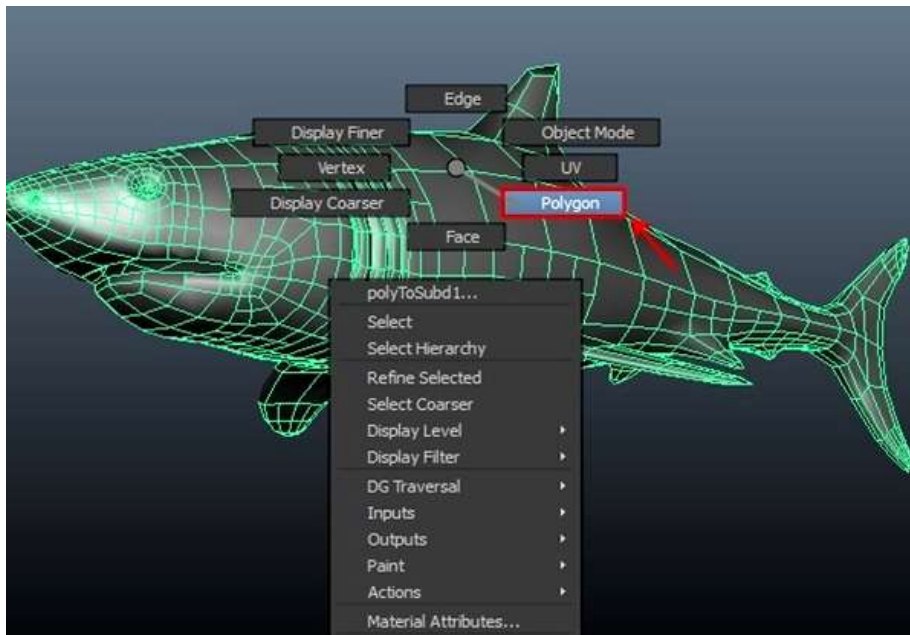 Edge
Display Finer
Object Mode
Vertex
UV
Display Coarser
Polygon
Face
polyToSubd1...
Select
Select Hierarchy
Refine Selected
Select Coarser
Display Level
Display Filter
DG Traversal
Inputs
Outputs
Paint
Actions
Material Attributes...